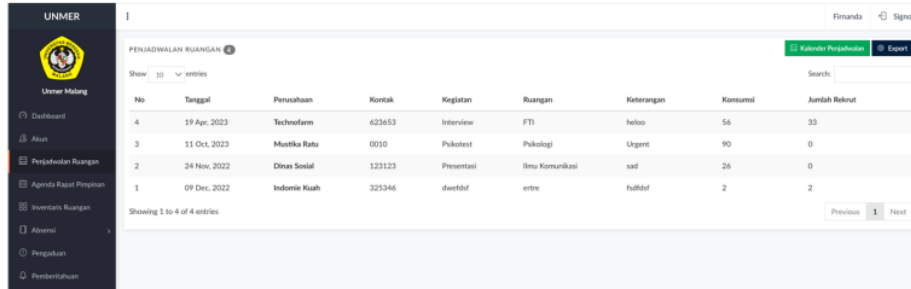 UNMER
Firnanda Signo
UNIVERSITAS MERDEKA
MALANG
Unmer Malang
Dashboard
Akun
Penjadwalan Ruangan
Agenda Rapat Pimpinan
Inventaris Ruangan
Absensi
Pengaduan
Pemberitahuan
PENJADWALAN RUANGAN 4
Kalender Penjadwalan Export
Show 10 entries Search:
No Tanggal Perusahaan Kontak Kegiatan Ruangan Keterangan Konsumsi Jumlah Rekrut
4 19 Apr, 2023 Technofarm 623653 Interview FTI heloo 56 33
3 11 Oct, 2023 Mustika Ratu 0010 Psikotest Psikologi Urgent 90 0
2 24 Nov, 2022 Dinas Sosial 123123 Presentasi Ilmu Komunikasi sad 26 0
1 09 Dec, 2022 Indomie Kuah 325346 dwefdsf ertre fsdfdsf 2 2
Showing 1 to 4 of 4 entries
Previous 1 Next